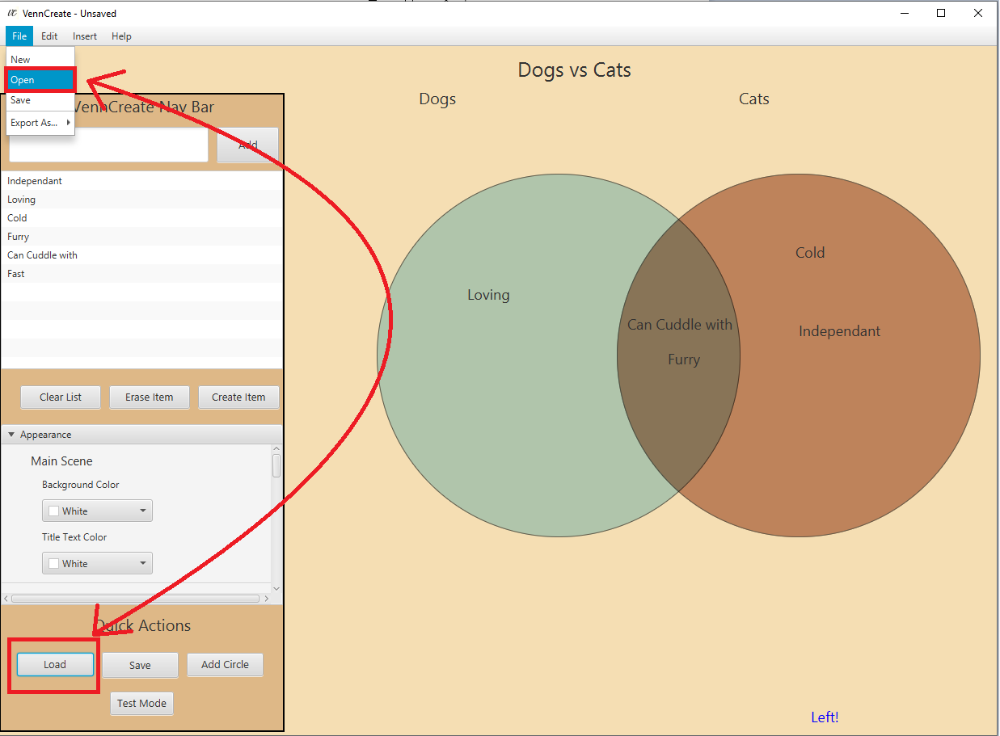 VC VennCreate - Unsaved
File Edit Insert Help
New
Open
Save
Export As...
VennCreate Nav Bar
Add
Independant
Loving
Cold
Furry
Can Cuddle with
Fast
Clear List Erase Item Create Item
Appearance
Main Scene
Background Color
White
Title Text Color
White
Quick Actions
Load Save Add Circle
Test Mode
Dogs vs Cats
Dogs Cats
Cold
Loving
Can Cuddle with
Independant
Furry
Left!